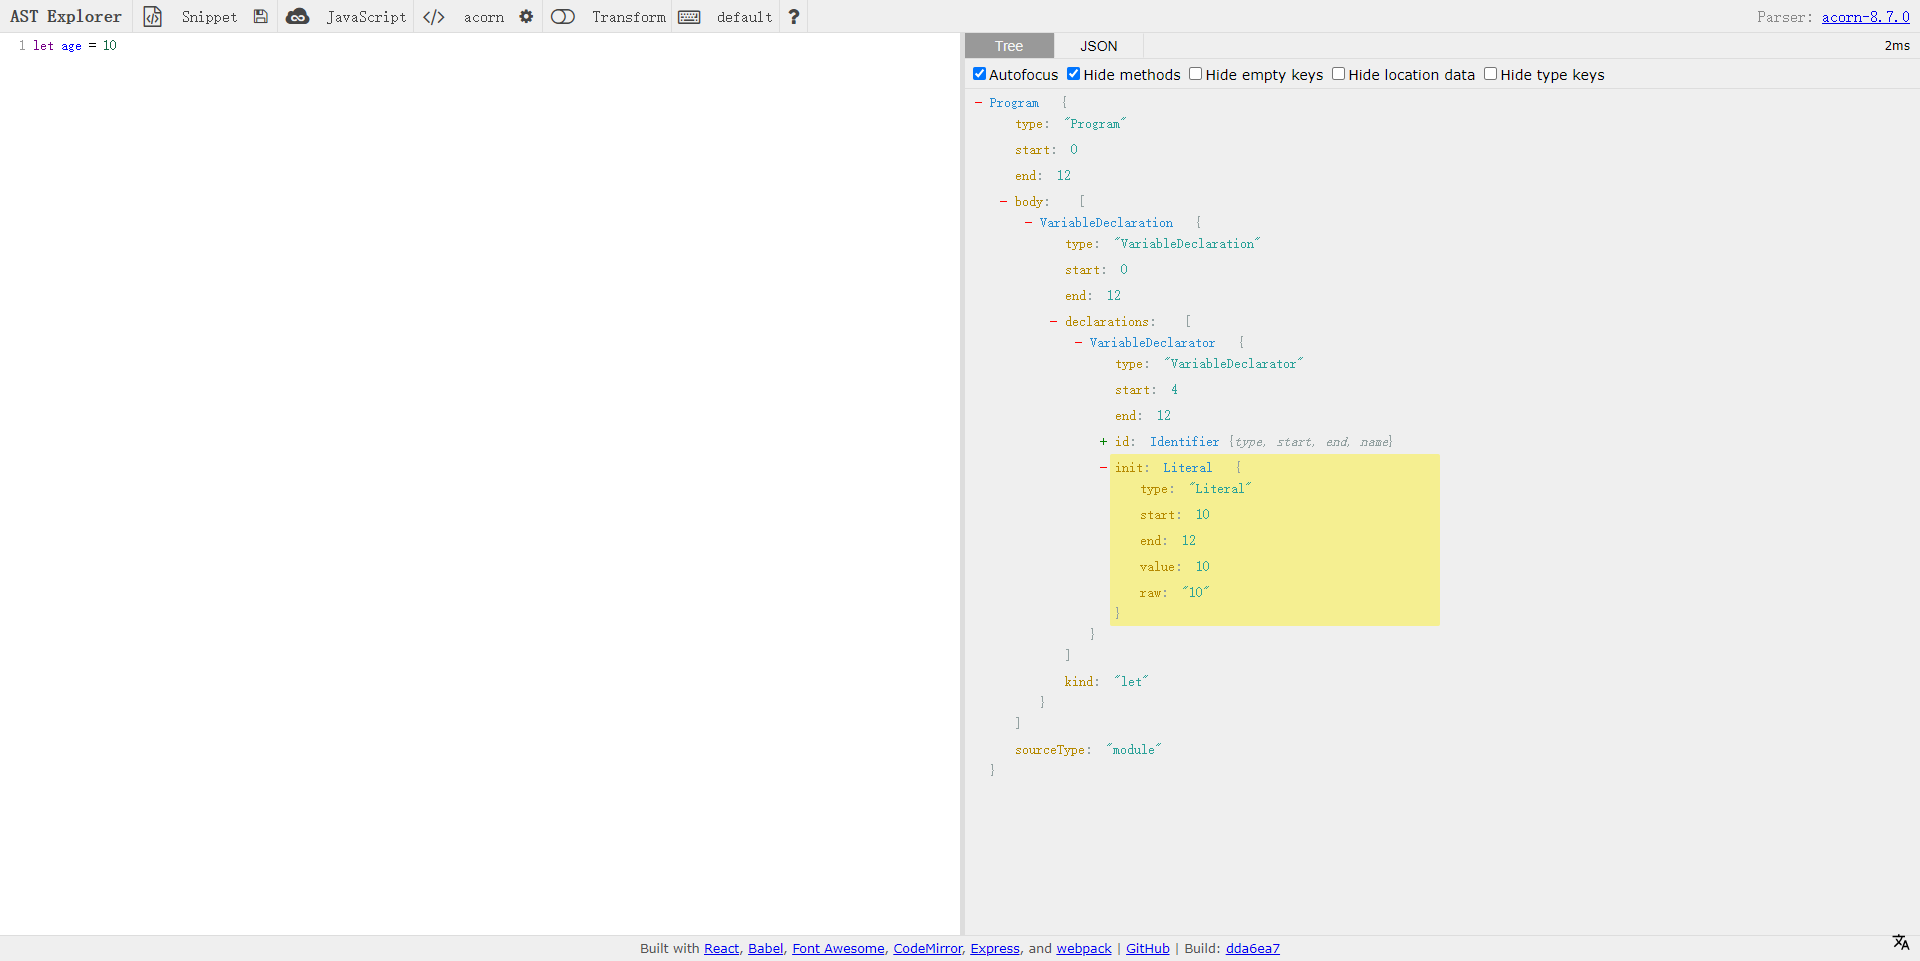 AST Explorer Snippet JavaScript </> acorn Transform default ? Parser: acorn-8.7.0
1 let age = 10
Tree JSON 2ms
Autofocus Hide methods Hide empty keys Hide location data Hide type keys
− Program {
type: "Program"
start: 0
end: 12
− body: [
− VariableDeclaration {
type: "VariableDeclaration"
start: 0
end: 12
− declarations: [
− VariableDeclarator {
type: "VariableDeclarator"
start: 4
end: 12
+ id: Identifier {type, start, end, name}
− init: Literal {
type: "Literal"
start: 10
end: 12
value: 10
raw: "10"
}
}
]
kind: "let"
}
]
sourceType: "module"
}
Built with React, Babel, Font Awesome, CodeMirror, Express, and webpack | GitHub | Build: dda6ea7